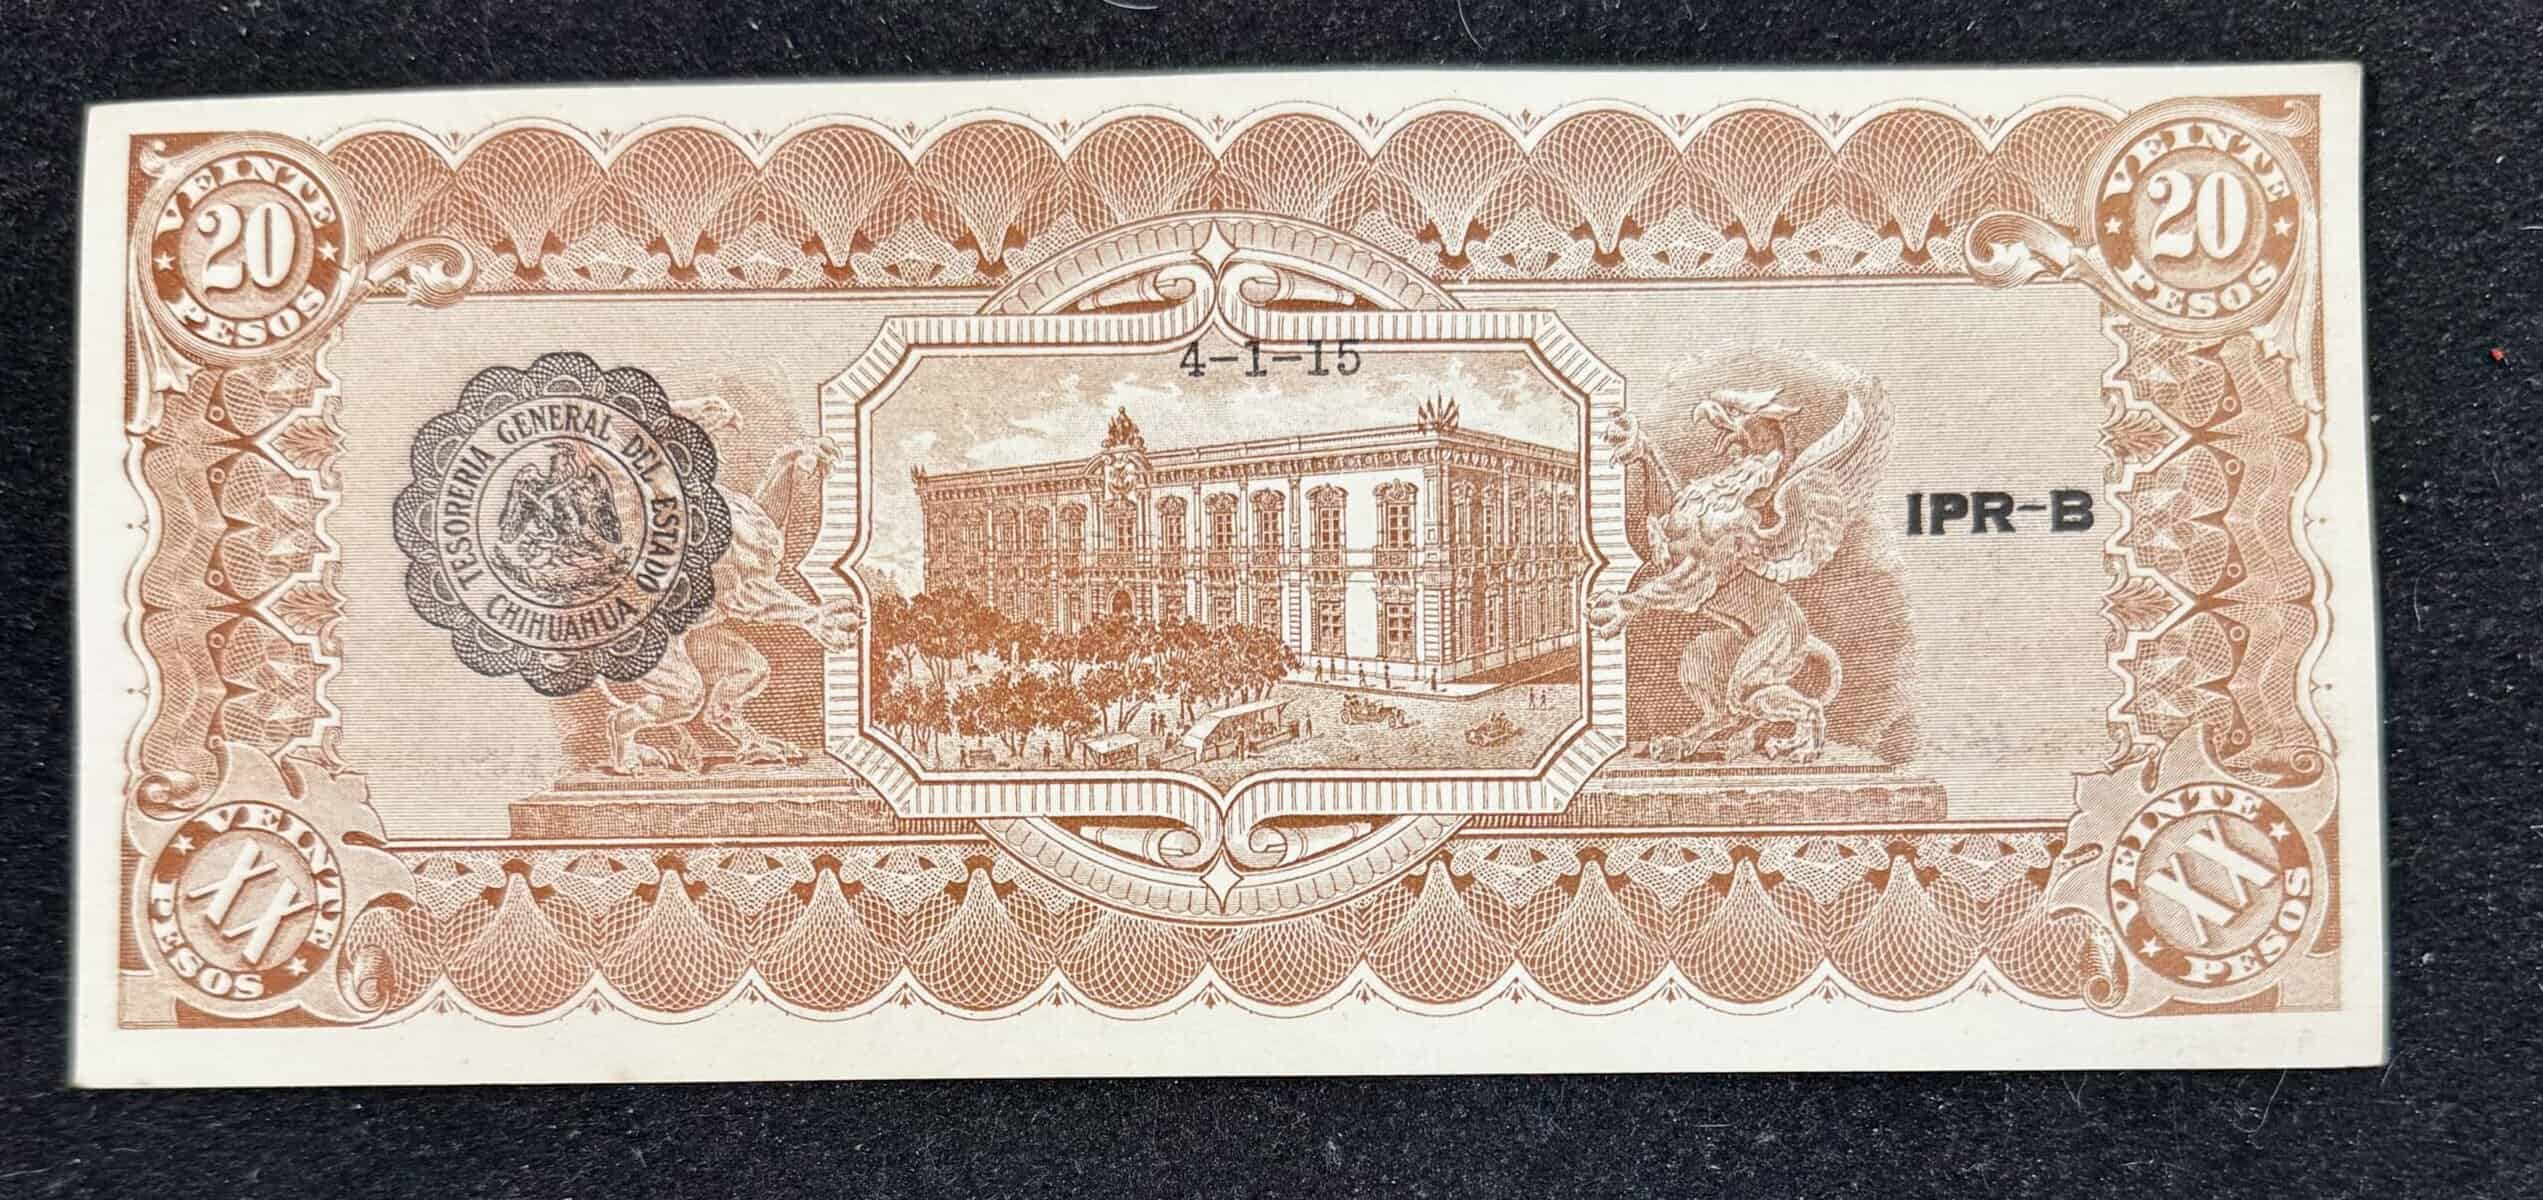 VEINTE
20
PESOS
VEINTE
20
PESOS
4-1-15
TESORERIA GENERAL DEL ESTADO
CHIHUAHUA
IPR-B
VEINTE
XX
PESOS
VEINTE
XX
PESOS